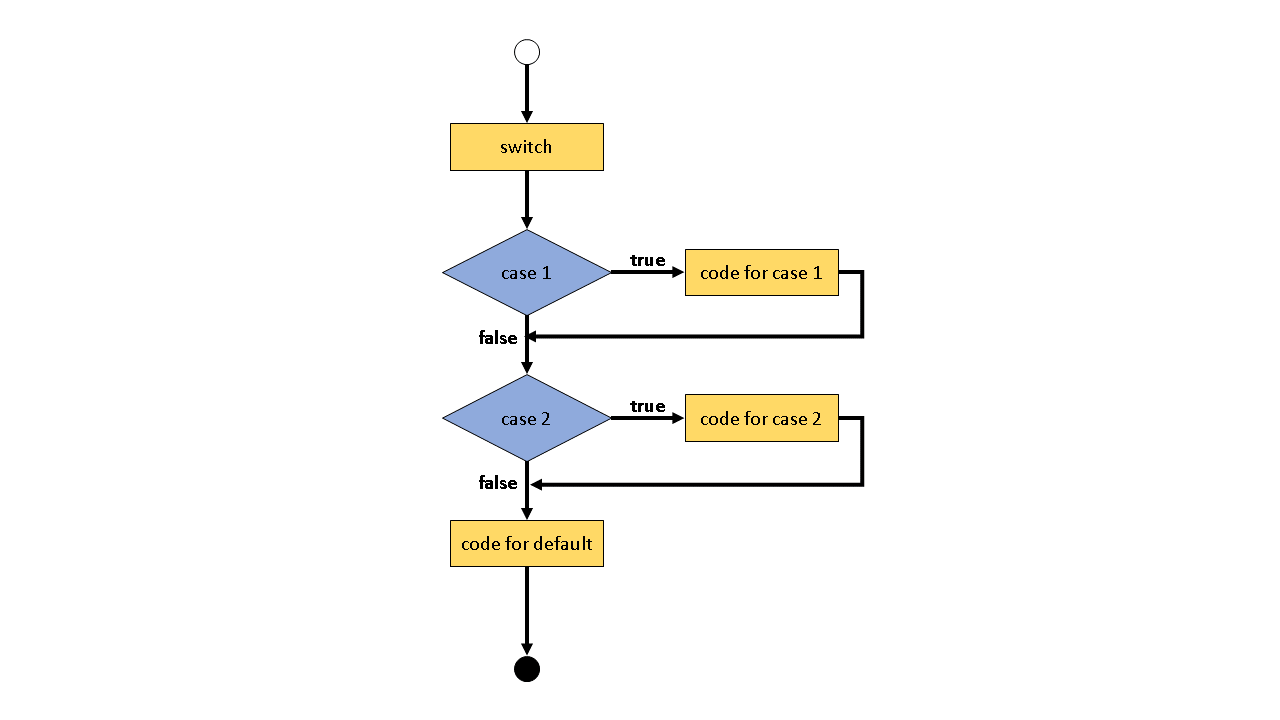 switch
case 1
true
code for case 1
false
case 2
true
code for case 2
false
code for default